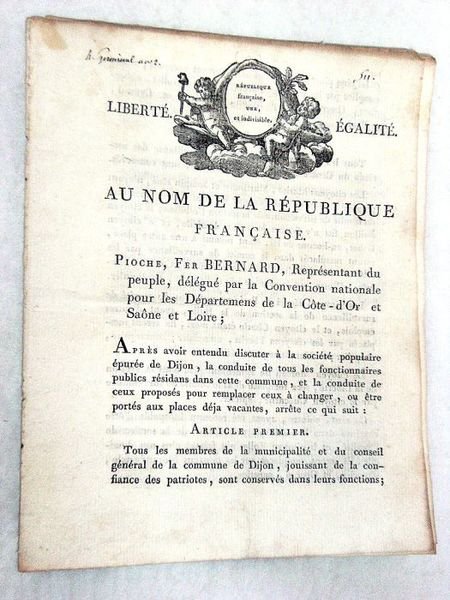 4 Germinal an 2.
RÉPUBLIQUE
française,
UNE,
et indivisible.
LIBERTÉ.
ÉGALITÉ.
AU NOM DE LA RÉPUBLIQUE
FRANÇAISE.
PIOCHE, FER BERNARD, Représentant du
peuple, délégué par la Convention nationale
pour les Départemens de la Côte-d'Or et
Saône et Loire;
APRÈS avoir entendu discuter à la société populaire
épurée de Dijon, la conduite de tous les fonctionnaires
publics résidans dans cette commune, et la conduite de
ceux proposés pour remplacer ceux à changer, ou être
portés aux places déja vacantes, arrête ce qui suit:
ARTICLE PREMIER.
Tous les membres de la municipalité et du conseil
général de la commune de Dijon, jouissant de la con-
fiance des patriotes, sont conservés dans leurs fonctions;